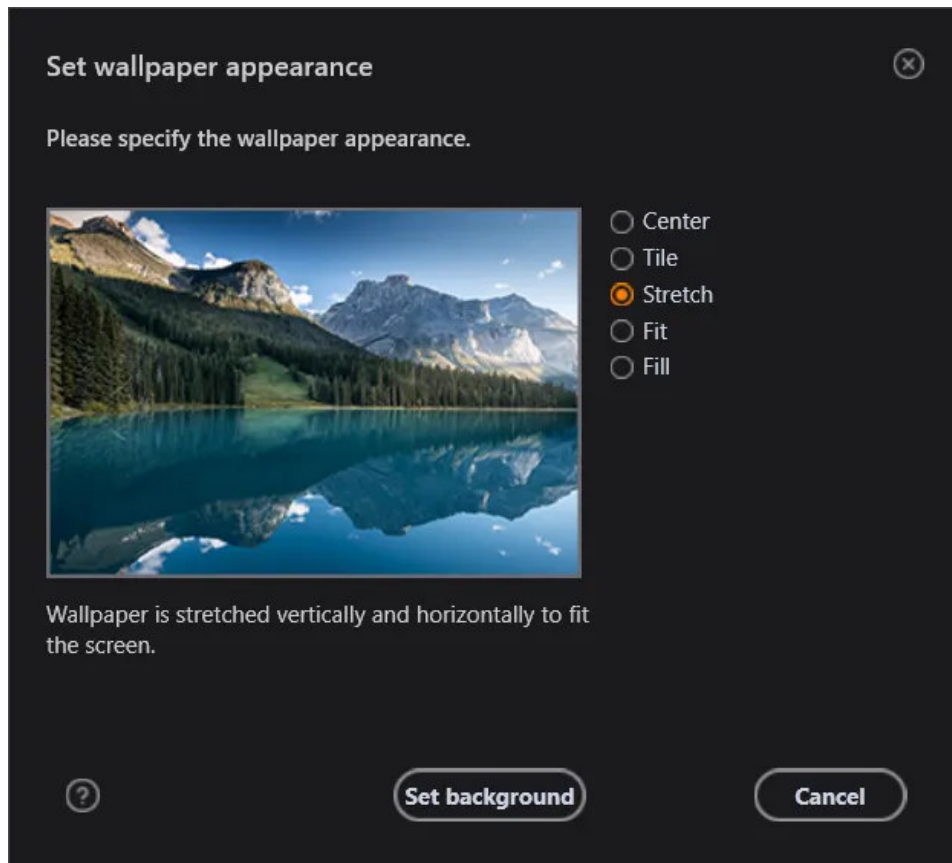 Set wallpaper appearance
Please specify the wallpaper appearance.
Center
Tile
Stretch
Fit
Fill
Wallpaper is stretched vertically and horizontally to fit
the screen.
?
Set background
Cancel